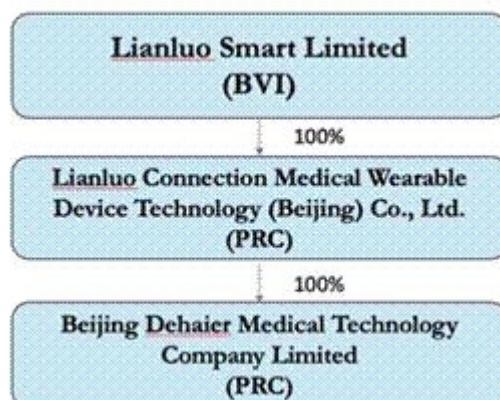 Lianluo Smart Limited
(BVI)
100%
Lianluo Connection Medical Wearable
Device Technology (Beijing) Co., Ltd.
(PRC)
100%
Beijing Dehaier Medical Technology
Company Limited
(PRC)